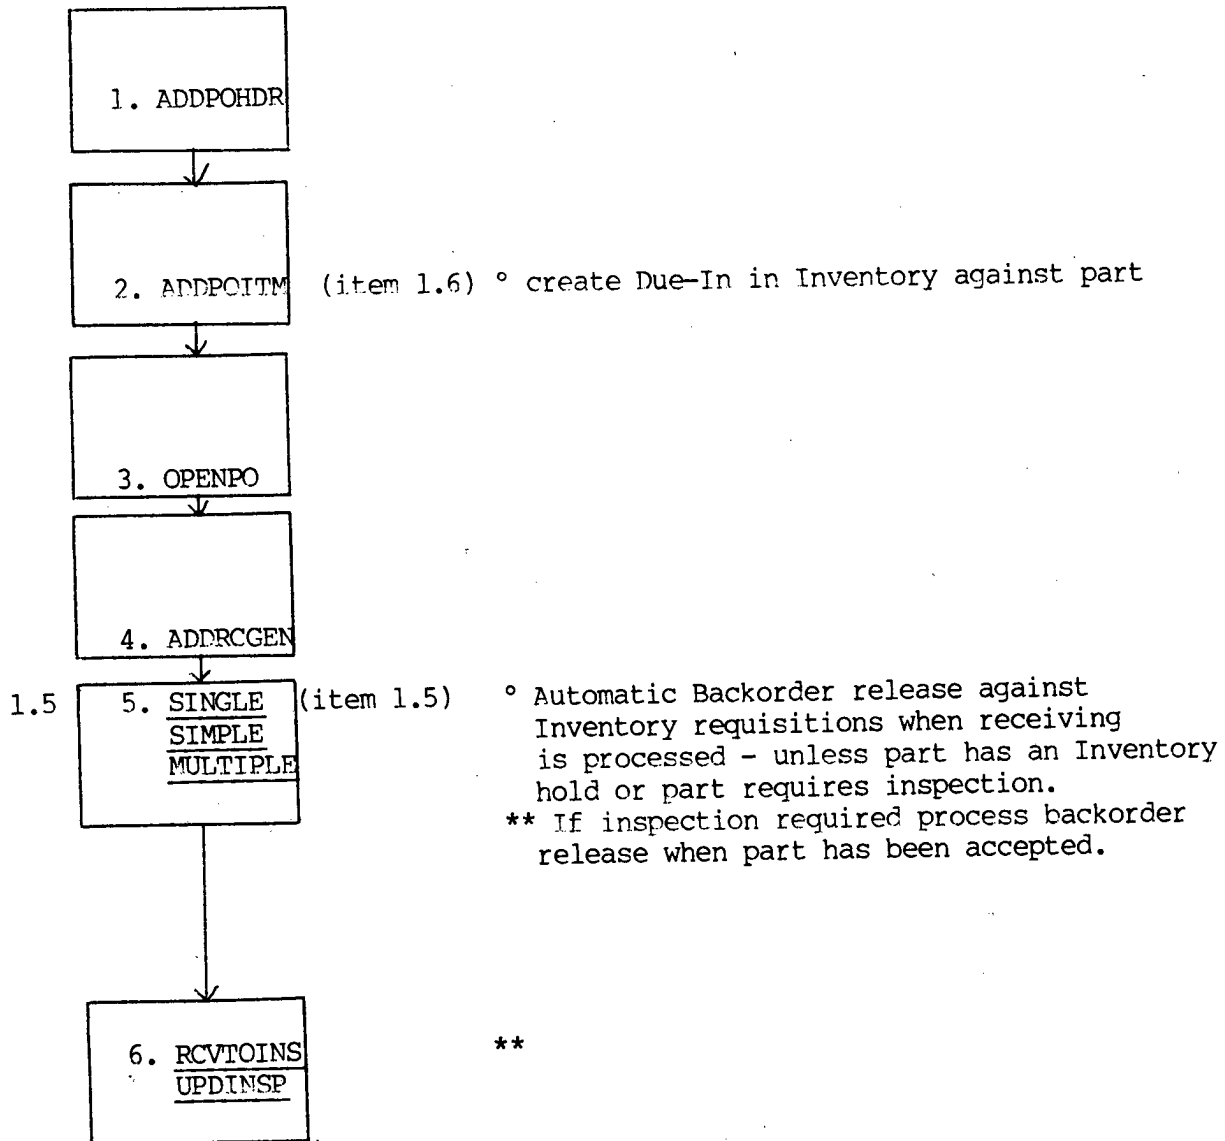 1. ADDPOHDR
2. ADDPOITM (item 1.6) ° create Due-In in Inventory against part
3. OPENPO
4. ADDRCGEN
1.5 5. SINGLE (item 1.5) ° Automatic Backorder release against
SIMPLE Inventory requisitions when receiving
MULTIPLE is processed - unless part has an Inventory
hold or part requires inspection.
** If inspection required process backorder
release when part has been accepted.
6. RCVTOINS **
UPDINSP